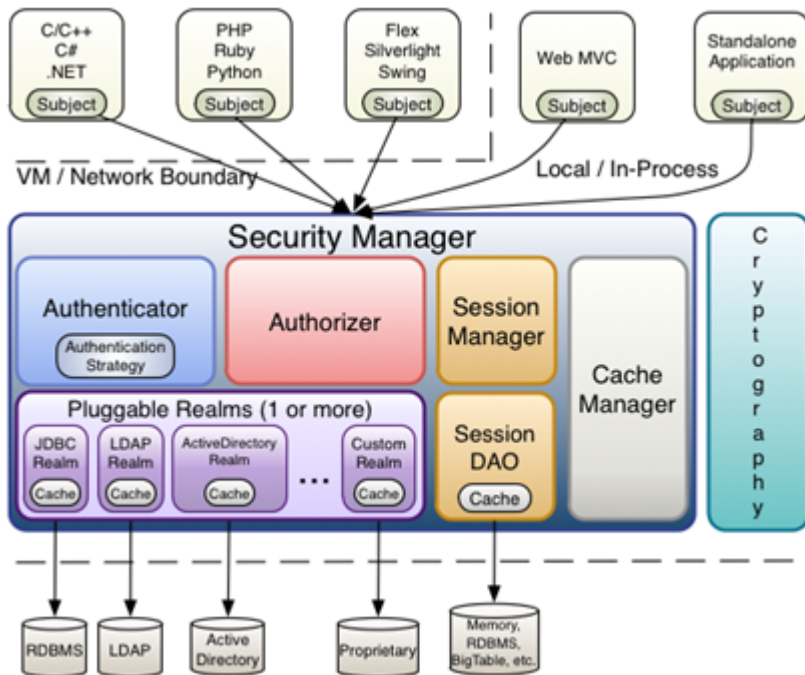 C/C++
C#
.NET
Subject
PHP
Ruby
Python
Subject
Flex
Silverlight
Swing
Subject
Web MVC
Subject
Standalone
Application
Subject
VM / Network Boundary
Local / In-Process
Security Manager
Authenticator
Authentication
Strategy
Authorizer
Session
Manager
Cache
Manager
Pluggable Realms (1 or more)
JDBC
Realm
Cache
LDAP
Realm
Cache
ActiveDirectory
Realm
Cache
...
Custom
Realm
Cache
Session
DAO
Cache
Cryptography
RDBMS
LDAP
Active
Directory
Proprietary
Memory,
RDBMS,
BigTable, etc.